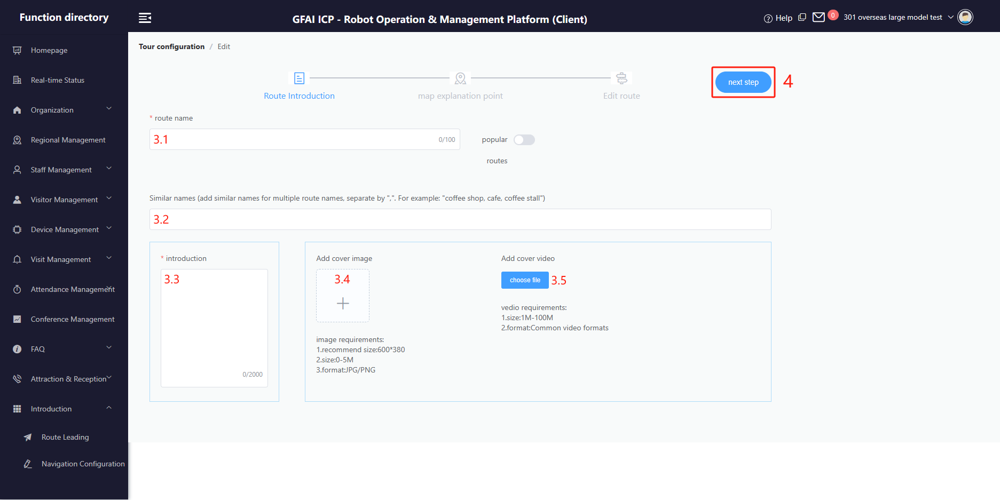 Function directory
GFAI ICP - Robot Operation & Management Platform (Client)
Help
0
301 overseas large model test
Homepage
Real-time Status
Organization
Regional Management
Staff Management
Visitor Management
Device Management
Visit Management
Attendance Management
Conference Management
FAQ
Attraction & Reception
Introduction
Route Leading
Navigation Configuration
Tour configuration / Edit
Route Introduction
map explanation point
Edit route
next step
4
* route name
3.1
0/100
popular
routes
Similar names (add similar names for multiple route names, separate by ",". For example: "coffee shop, cafe, coffee stall")
3.2
* introduction
3.3
0/2000
Add cover image
3.4
image requirements:
1.recommend size:600*380
2.size:0-5M
3.format:JPG/PNG
Add cover video
choose file
3.5
vedio requirements:
1.size:1M-100M
2.format:Common video formats